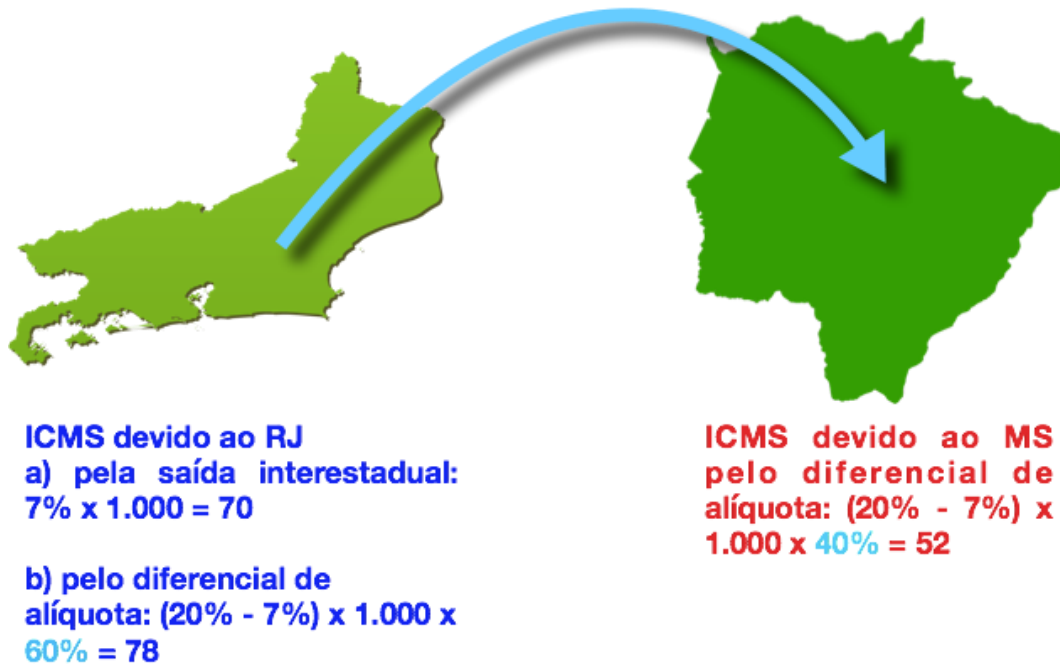 ICMS devido ao RJ
a) pela saída interestadual:
7% x 1.000 = 70
b) pelo diferencial de
alíquota: (20% - 7%) x 1.000 x
60% = 78
ICMS devido ao MS
pelo diferencial de
alíquota: (20% - 7%) x
1.000 x 40% = 52